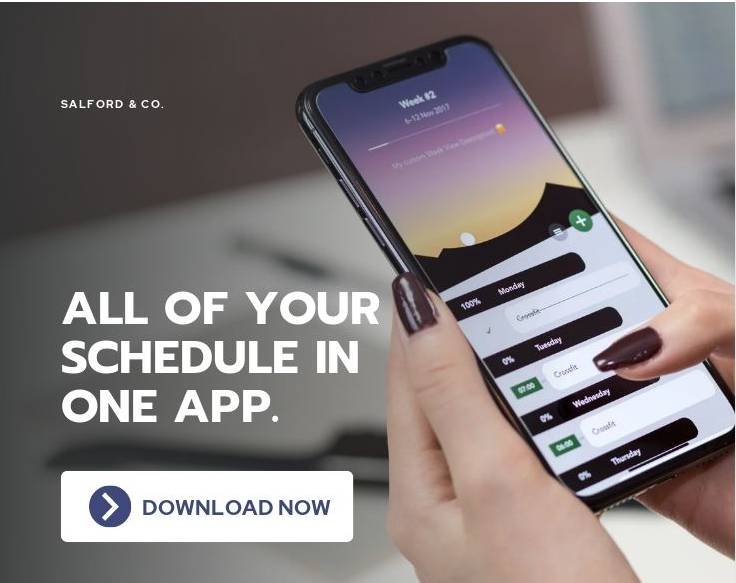 SALFORD & CO.
ALL OF YOUR
SCHEDULE IN
ONE APP.
DOWNLOAD NOW
Week #2
6-12 Nov 2017
My custom Week View Description!
100% Monday
Crossfit
0% Tuesday
07:00 Crossfit
0% Wednesday
06:00 Crossfit
0% Thursday